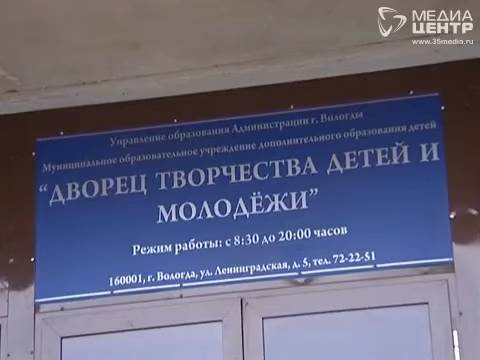 МЕДИА
ЦЕНТР
www.35media.ru
Управление образования Администрации г. Вологды
Муниципальное образовательное учреждение дополнительного образования детей
“ДВОРЕЦ ТВОРЧЕСТВА ДЕТЕЙ И
МОЛОДЁЖИ”
Режим работы: с 8:30 до 20:00 часов
160001, г. Вологда, ул. Ленинградская, д. 5, тел. 72-22-51